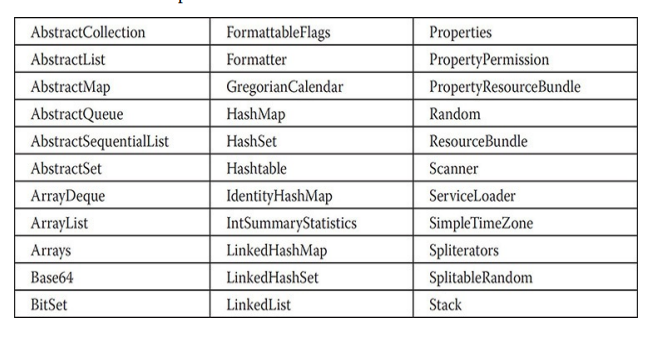 AbstractCollection FormattableFlags Properties
AbstractList Formatter PropertyPermission
AbstractMap GregorianCalendar PropertyResourceBundle
AbstractQueue HashMap Random
AbstractSequentialList HashSet ResourceBundle
AbstractSet Hashtable Scanner
ArrayDeque IdentityHashMap ServiceLoader
ArrayList IntSummaryStatistics SimpleTimeZone
Arrays LinkedHashMap Spliterators
Base64 LinkedHashSet SplitableRandom
BitSet LinkedList Stack